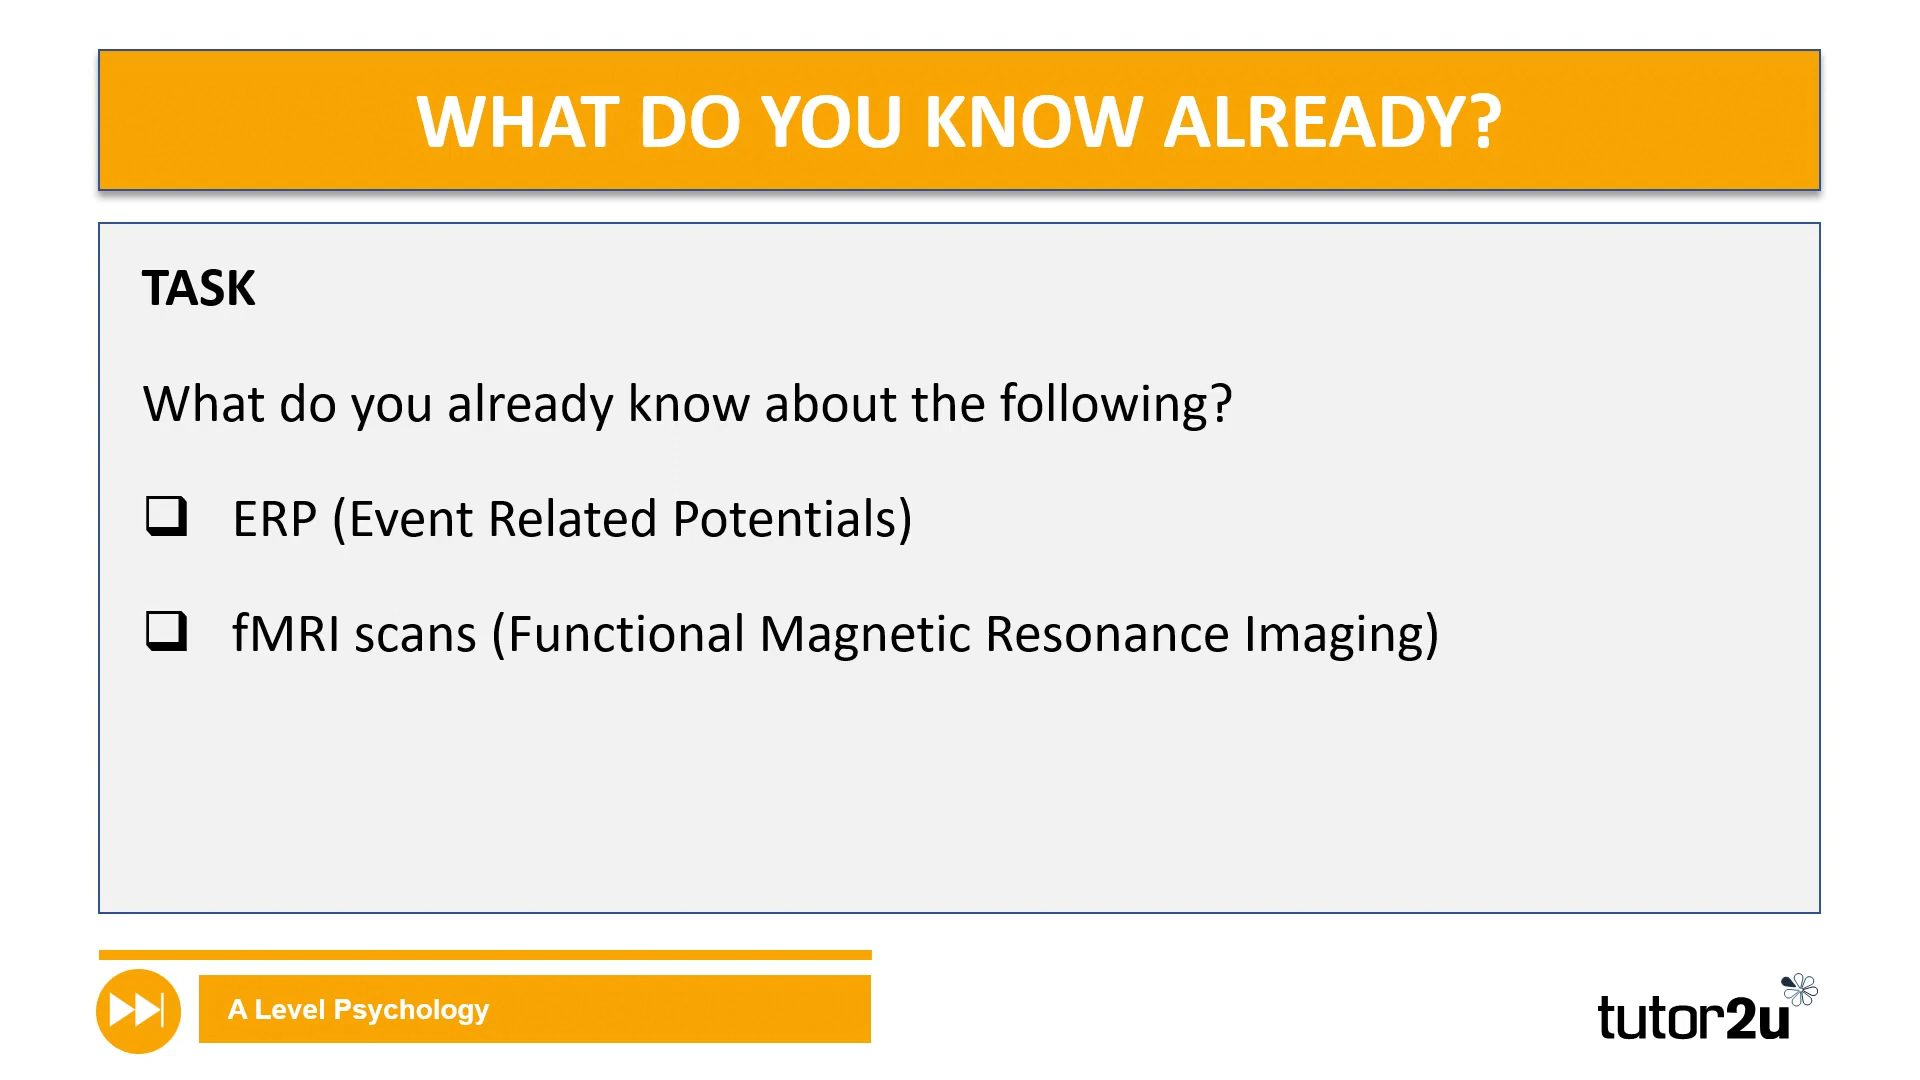 WHAT DO YOU KNOW ALREADY?
TASK
What do you already know about the following?
ERP (Event Related Potentials)
fMRI scans (Functional Magnetic Resonance Imaging)
A Level Psychology
tutor2u